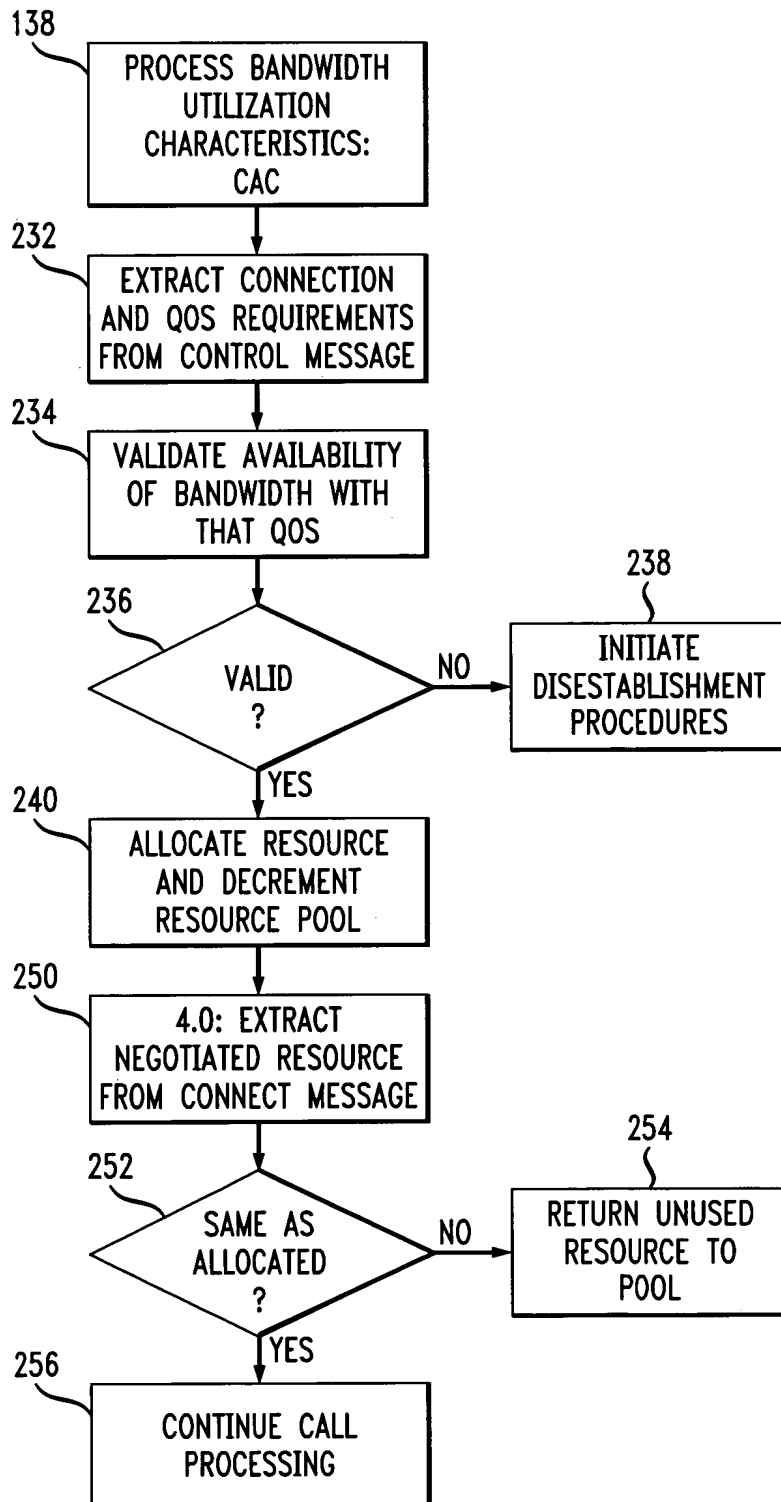 138
PROCESS BANDWIDTH
UTILIZATION
CHARACTERISTICS:
CAC
232
EXTRACT CONNECTION
AND QOS REQUIREMENTS
FROM CONTROL MESSAGE
234
VALIDATE AVAILABILITY
OF BANDWIDTH WITH
THAT QOS
236
VALID
?
NO
238
INITIATE
DISESTABLISHMENT
PROCEDURES
YES
240
ALLOCATE RESOURCE
AND DECREMENT
RESOURCE POOL
250
4.0: EXTRACT
NEGOTIATED RESOURCE
FROM CONNECT MESSAGE
252
SAME AS
ALLOCATED
?
NO
254
RETURN UNUSED
RESOURCE TO
POOL
YES
256
CONTINUE CALL
PROCESSING